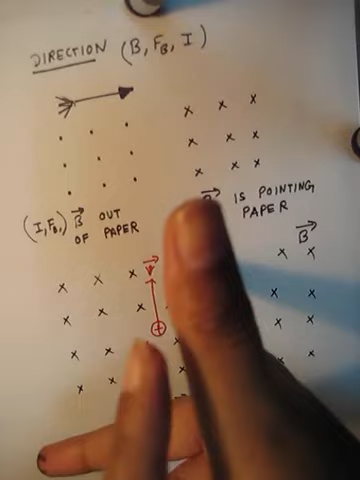 DIRECTION (B, F_B, I)
(I, F_B,) B⃗ OUT
OF PAPER
IS POINTING
PAPER
B⃗
V⃗
+